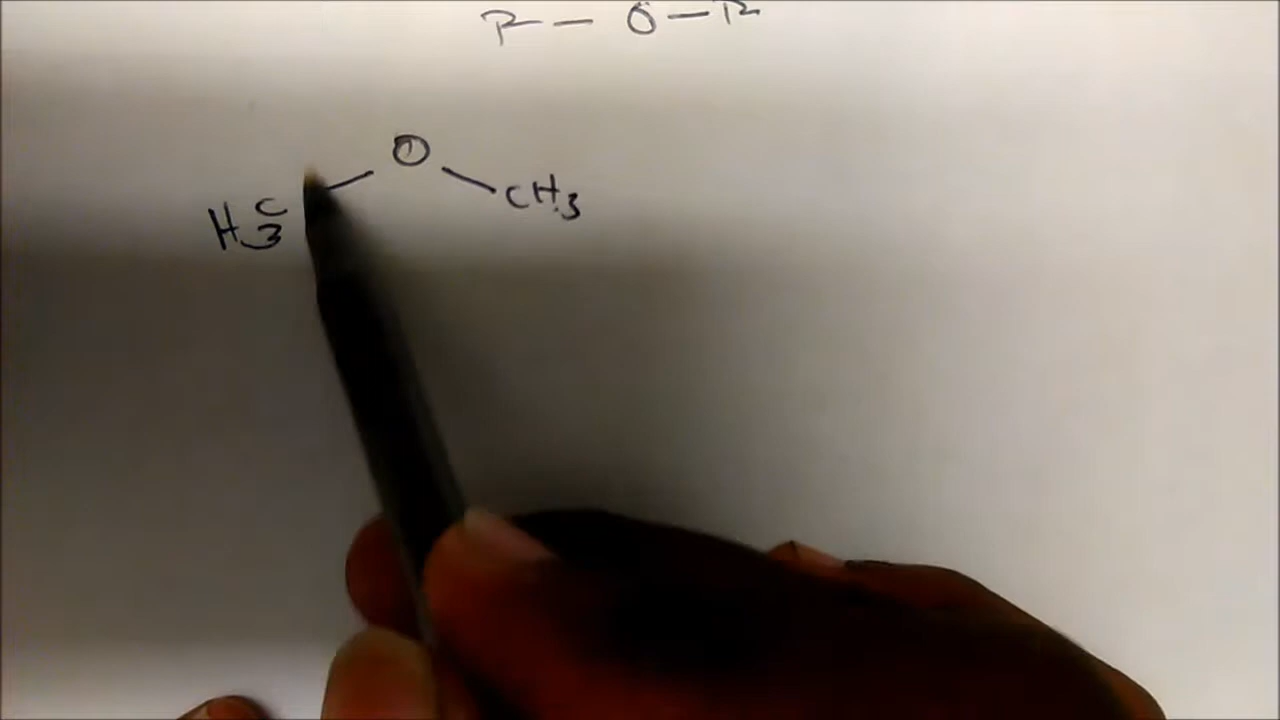 R — O — R
O
H3C CH3